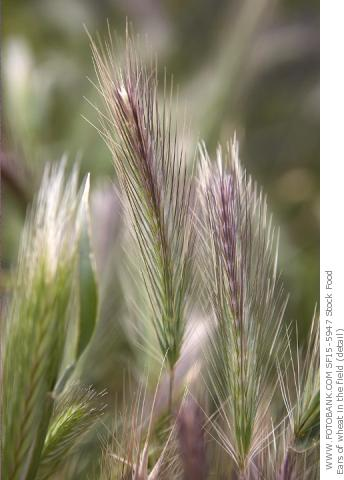 WWW.FOTOBANK.COM SF15-5947 Stock Food
Ears of wheat in the field (detail)